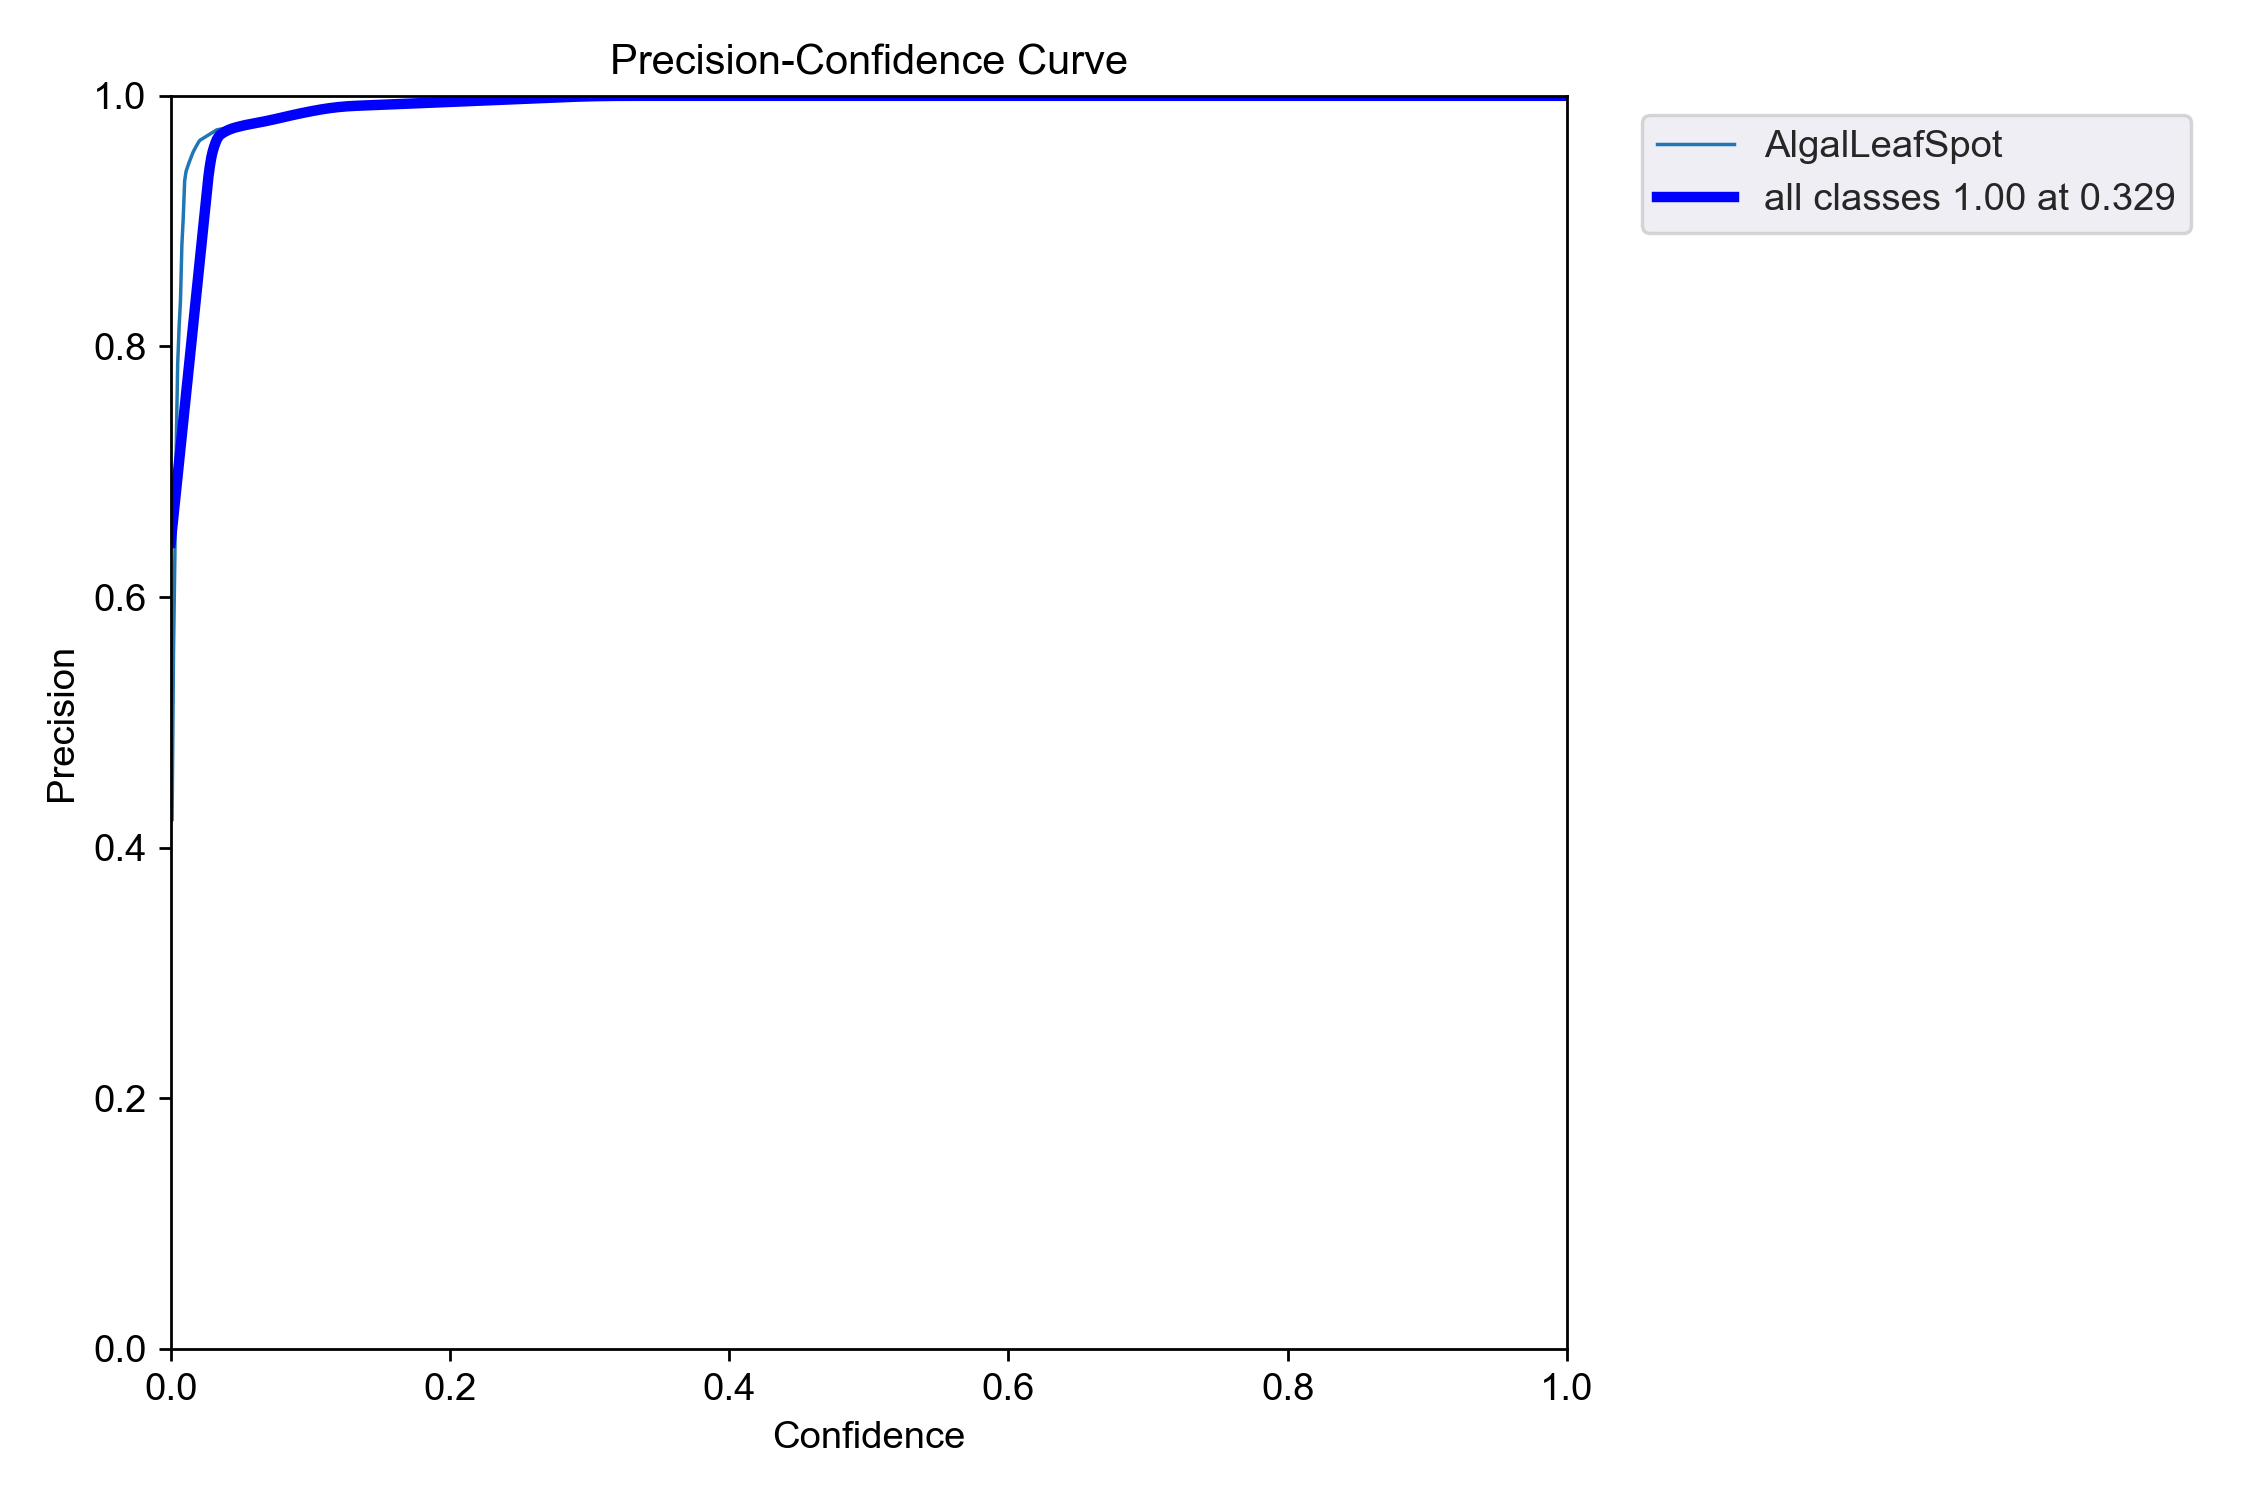 Precision-Confidence Curve
1.0
0.8
0.6
0.4
0.2
0.0
Precision
0.0 0.2 0.4 0.6 0.8 1.0
Confidence
AlgalLeafSpot
all classes 1.00 at 0.329